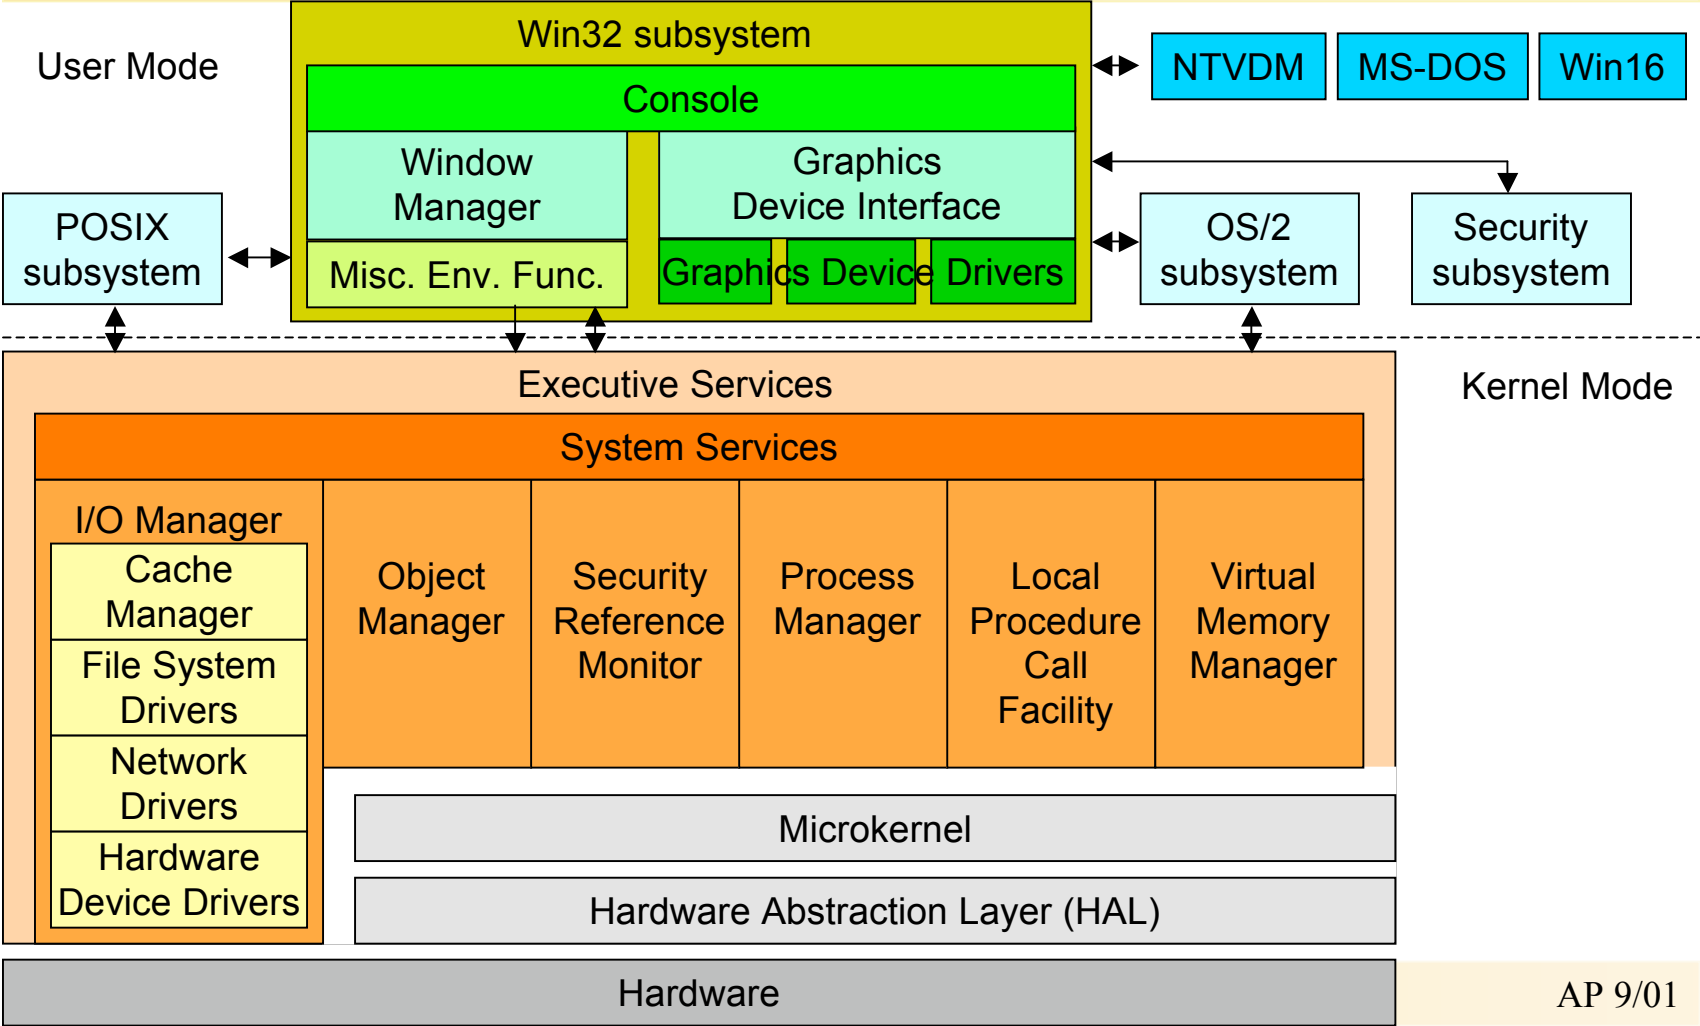 Win32 subsystem
User Mode
NTVDM
MS-DOS
Win16
Console
Window
Manager
Graphics
Device Interface
POSIX
subsystem
Misc. Env. Func.
Graphics Device Drivers
OS/2
subsystem
Security
subsystem
Executive Services
Kernel Mode
System Services
I/O Manager
Cache
Manager
File System
Drivers
Network
Drivers
Hardware
Device Drivers
Object
Manager
Security
Reference
Monitor
Process
Manager
Local
Procedure
Call
Facility
Virtual
Memory
Manager
Microkernel
Hardware Abstraction Layer (HAL)
Hardware
AP 9/01